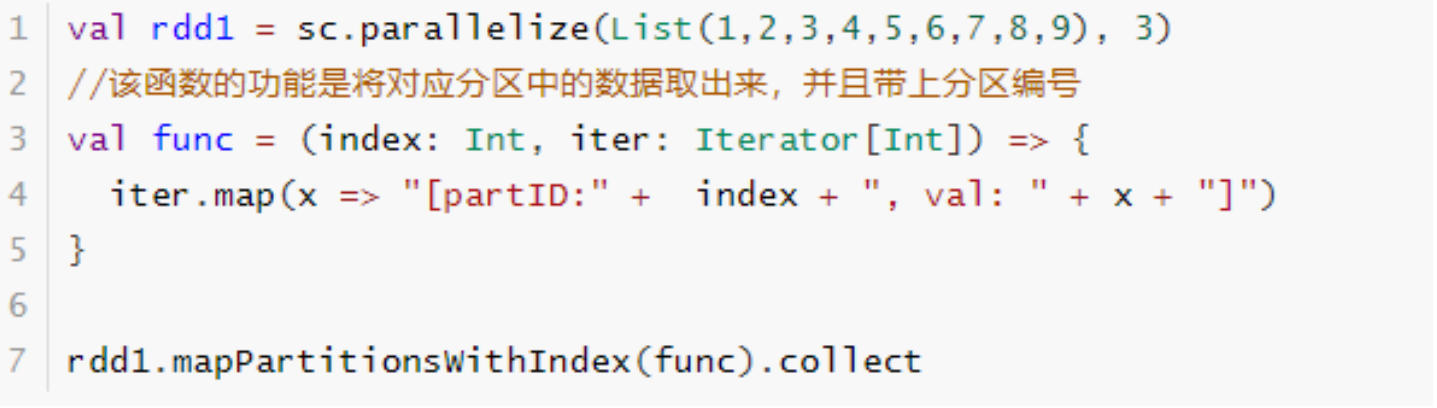 1 val rdd1 = sc.parallelize(List(1,2,3,4,5,6,7,8,9), 3)
2 //该函数的功能是将对应分区中的数据取出来，并且带上分区编号
3 val func = (index: Int, iter: Iterator[Int]) => {
4   iter.map(x => "[partID:" +  index + ", val: " + x + "]")
5 }
6
7 rdd1.mapPartitionsWithIndex(func).collect